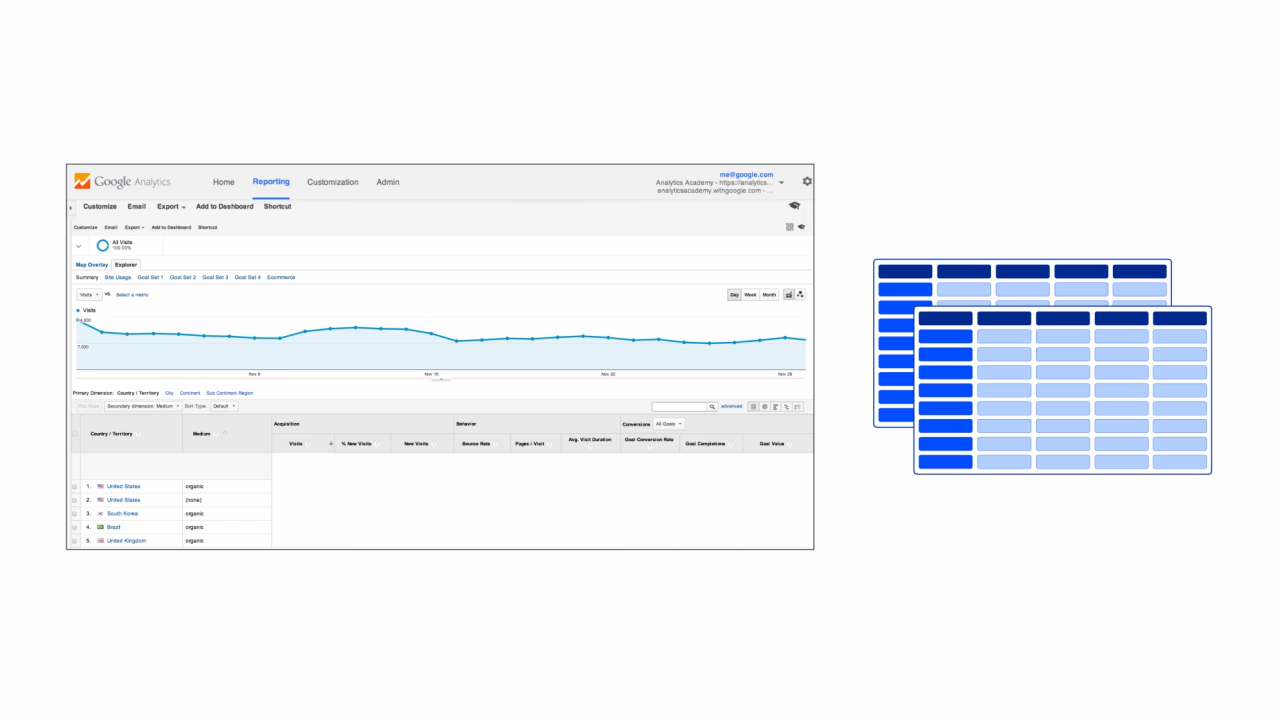 Google Analytics Home Reporting Customization Admin
me@google.com
Analytics Academy - https://analytics...
analyticsacademy.withgoogle.com - ...
Customize Email Export Add to Dashboard Shortcut
Customize Email Export Add to Dashboard Shortcut
All Visits
100.00%
Map Overlay Explorer
Summary Site Usage Goal Set 1 Goal Set 2 Goal Set 3 Goal Set 4 Ecommerce
Visits VS. Select a metric Day Week Month
Visits
7,000
Nov 8 Nov 15 Nov 22 Nov 29
Primary Dimension: Country / Territory City Continent Sub Continent Region
Plot Rows Secondary dimension: Medium Sort Type: Default advanced
Country / Territory Medium Acquisition Behavior Conversions All Goals
Visits % New Visits New Visits Bounce Rate Pages / Visit Avg. Visit Duration Goal Conversion Rate Goal Completions Goal Value
1. United States organic
2. United States (none)
3. South Korea organic
4. Brazil organic
5. United Kingdom organic